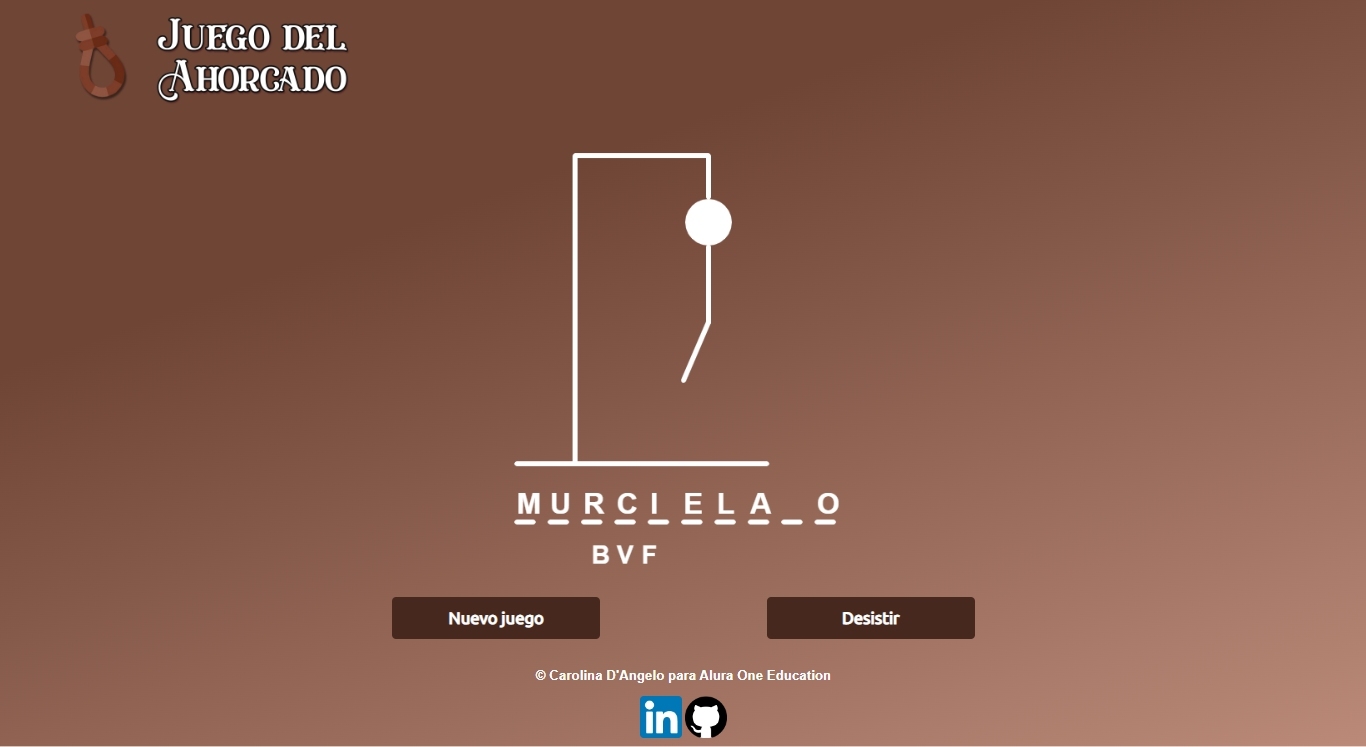 JUEGO DEL
AHORCADO
M U R C I E L A _ O
B V F
Nuevo juego
Desistir
© Carolina D'Angelo para Alura One Education
in